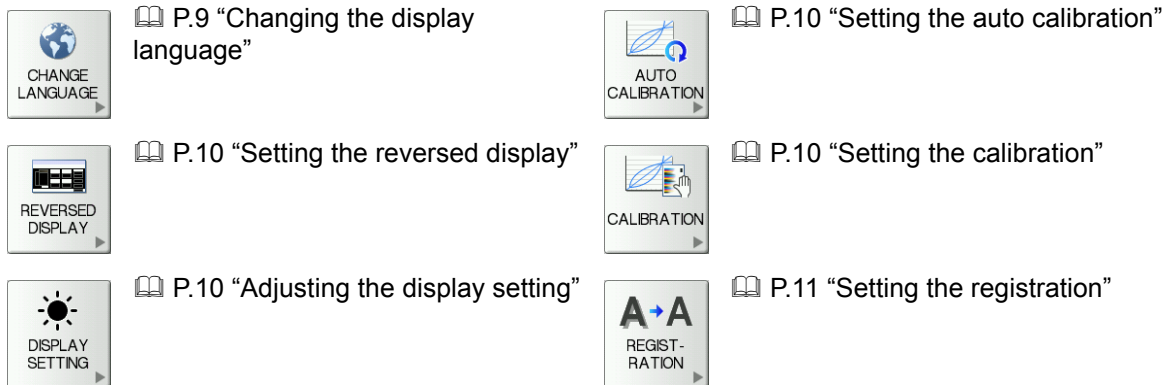 P.9 “Changing the display
language”
CHANGE
LANGUAGE
P.10 “Setting the auto calibration”
AUTO
CALIBRATION
P.10 “Setting the reversed display”
REVERSED
DISPLAY
P.10 “Setting the calibration”
CALIBRATION
P.10 “Adjusting the display setting”
DISPLAY
SETTING
P.11 “Setting the registration”
A A
REGIST-
RATION